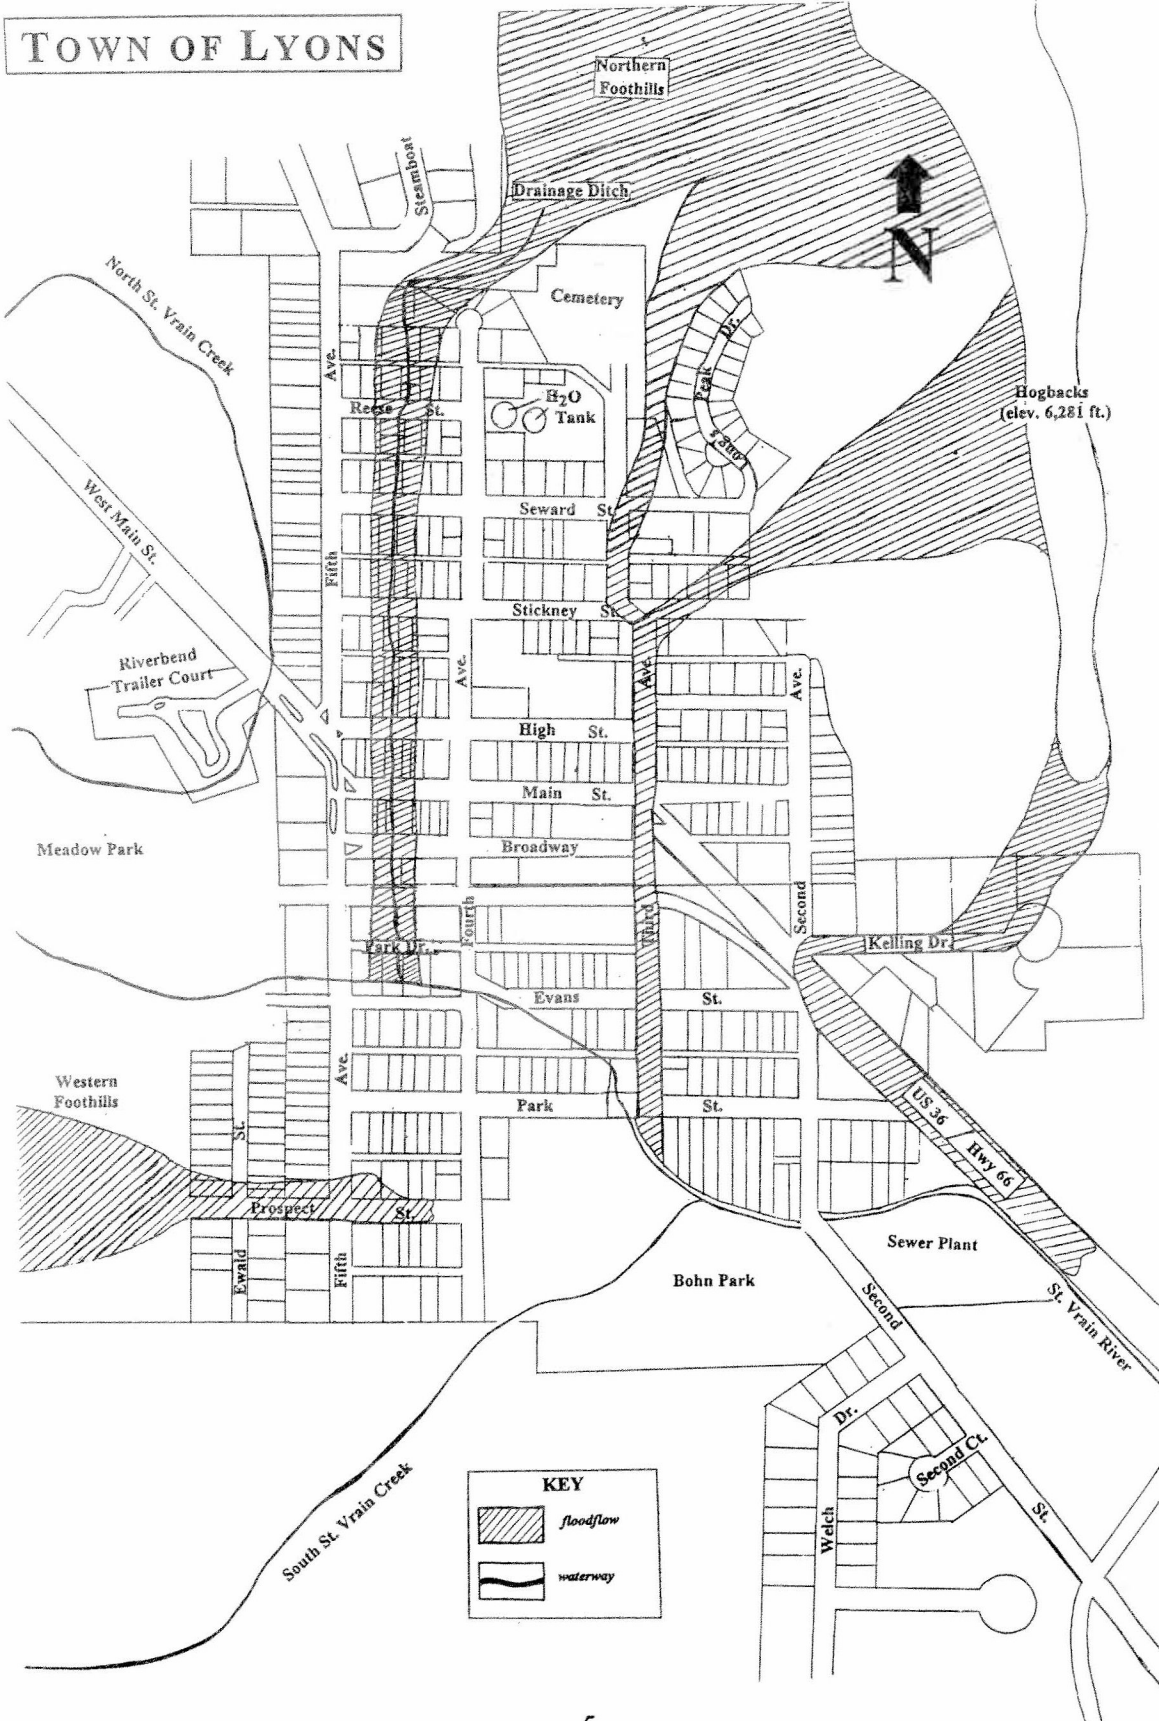 TOWN OF LYONS
Northern
Foothills
Steamboat
Drainage Ditch
N
North St. Vrain Creek
Cemetery
Ave.
Dr.
Peak
Long's
Reese St.
H2O
Tank
Hogbacks
(elev. 6,281 ft.)
West Main St.
Seward St.
Fifth
Stickney St.
Riverbend
Trailer Court
Ave.
Ave.
Ave.
High St.
Main St.
Meadow Park
Broadway
Fourth
Third
Second
Park Dr.
Kelling Dr.
Evans St.
Western
Foothills
Ave.
Park St.
US 36
Hwy 66
St.
Prospect St.
Ewald
Fifth
Sewer Plant
Bohn Park
Second
St. Vrain River
Dr.
Second Ct.
South St. Vrain Creek
Welch
St.
KEY
floodflow
waterway
5